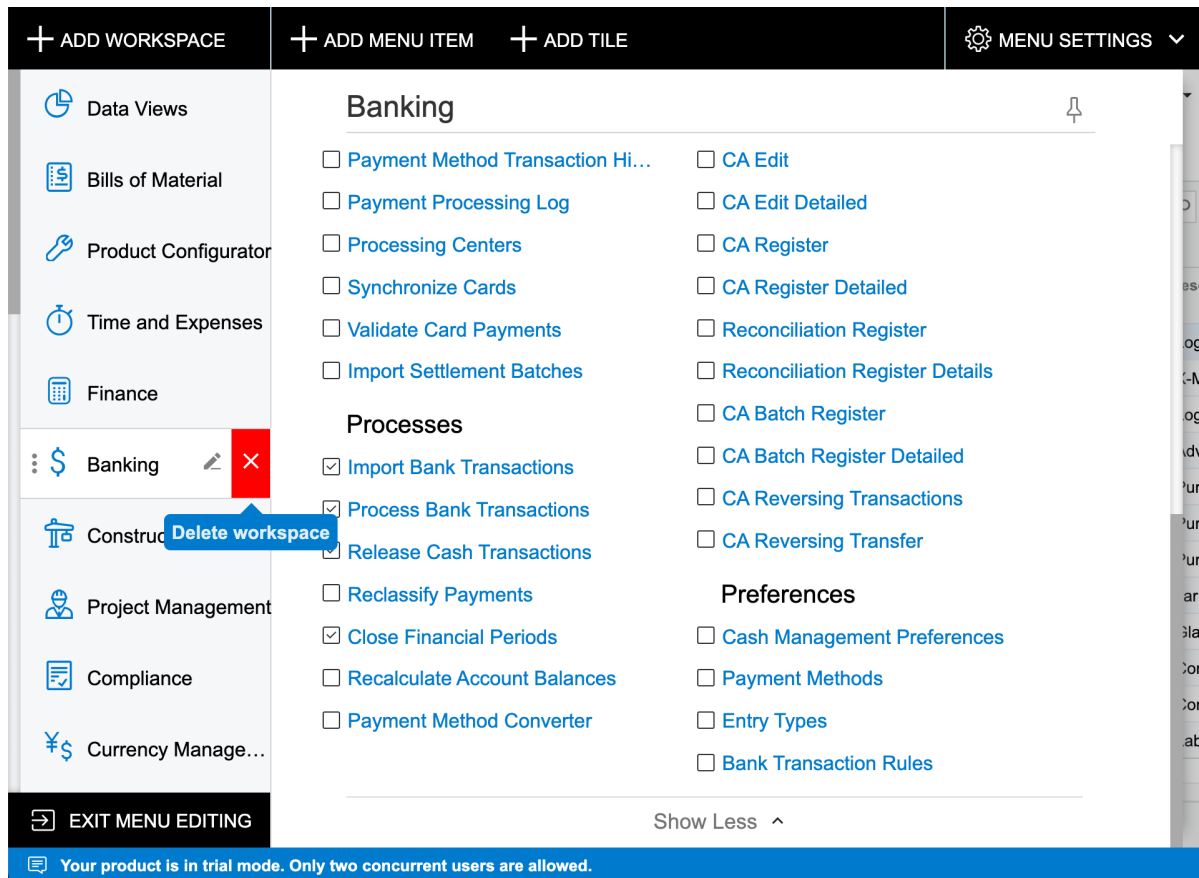 ADD WORKSPACE
ADD MENU ITEM
ADD TILE
MENU SETTINGS
Data Views
Bills of Material
Product Configurator
Time and Expenses
Finance
Banking
Delete workspace
Project Management
Compliance
Currency Manage...
EXIT MENU EDITING
Banking
Payment Method Transaction Hi...
Payment Processing Log
Processing Centers
Synchronize Cards
Validate Card Payments
Import Settlement Batches
Processes
Import Bank Transactions
Process Bank Transactions
Release Cash Transactions
Reclassify Payments
Close Financial Periods
Recalculate Account Balances
Payment Method Converter
CA Edit
CA Edit Detailed
CA Register
CA Register Detailed
Reconciliation Register
Reconciliation Register Details
CA Batch Register
CA Batch Register Detailed
CA Reversing Transactions
CA Reversing Transfer
Preferences
Cash Management Preferences
Payment Methods
Entry Types
Bank Transaction Rules
Show Less
Your product is in trial mode. Only two concurrent users are allowed.